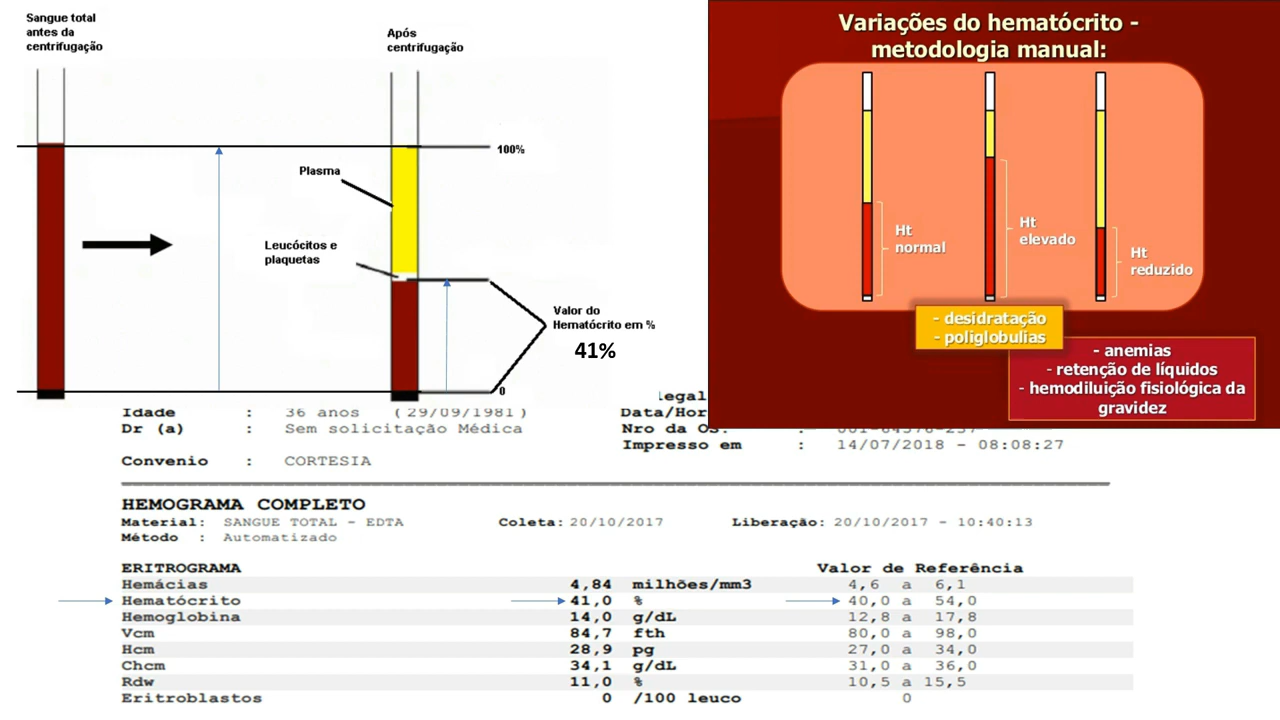 Sangue total
antes da
centrifugação
Após
centrifugação
100%
Plasma
Leucócitos e
plaquetas
Valor do
Hematócrito em %
41%
0
Variações do hematócrito -
metodologia manual:
Ht
normal
Ht
elevado
Ht
reduzido
- desidratação
- poliglobulias
- anemias
- retenção de líquidos
- hemodiluição fisiológica da
gravidez
Idade : 36 anos (29/09/1981)
Dr (a) : Sem solicitação Médica
Nro da OS. :
Impresso em : 14/07/2018 - 08:08:27
Convenio : CORTESIA
HEMOGRAMA COMPLETO
Material: SANGUE TOTAL - EDTA Coleta: 20/10/2017 Liberação: 20/10/2017 - 10:40:13
Método : Automatizado
ERITROGRAMA Valor de Referência
Hemácias 4,84 milhões/mm3 4,6 a 6,1
Hematócrito 41,0 % 40,0 a 54,0
Hemoglobina 14,0 g/dL 12,8 a 17,8
Vcm 84,7 fth 80,0 a 98,0
Hcm 28,9 pg 27,0 a 34,0
Chcm 34,1 g/dL 31,0 a 36,0
Rdw 11,0 % 10,5 a 15,5
Eritroblastos 0 /100 leuco 0